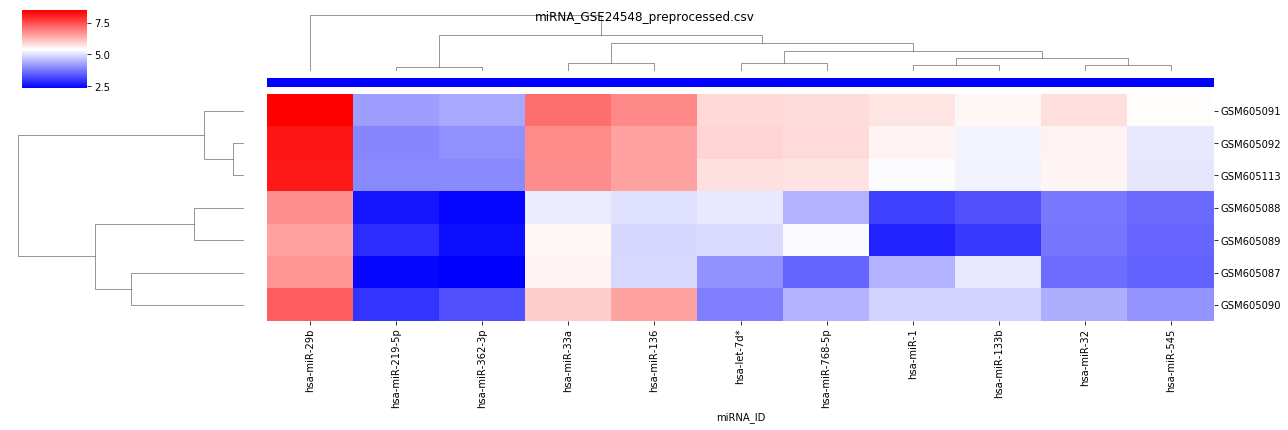 miRNA_GSE24548_preprocessed.csv
7.5
5.0
2.5
GSM605091
GSM605092
GSM605113
GSM605088
GSM605089
GSM605087
GSM605090
hsa-miR-29b
hsa-miR-219-5p
hsa-miR-362-3p
hsa-miR-33a
hsa-miR-136
hsa-let-7d*
hsa-miR-768-5p
hsa-miR-1
hsa-miR-133b
hsa-miR-32
hsa-miR-545
miRNA_ID